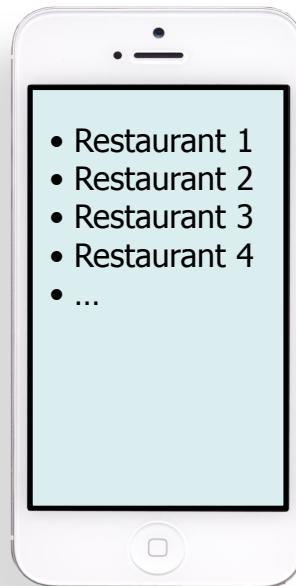 • Restaurant 1
• Restaurant 2
• Restaurant 3
• Restaurant 4
• ...